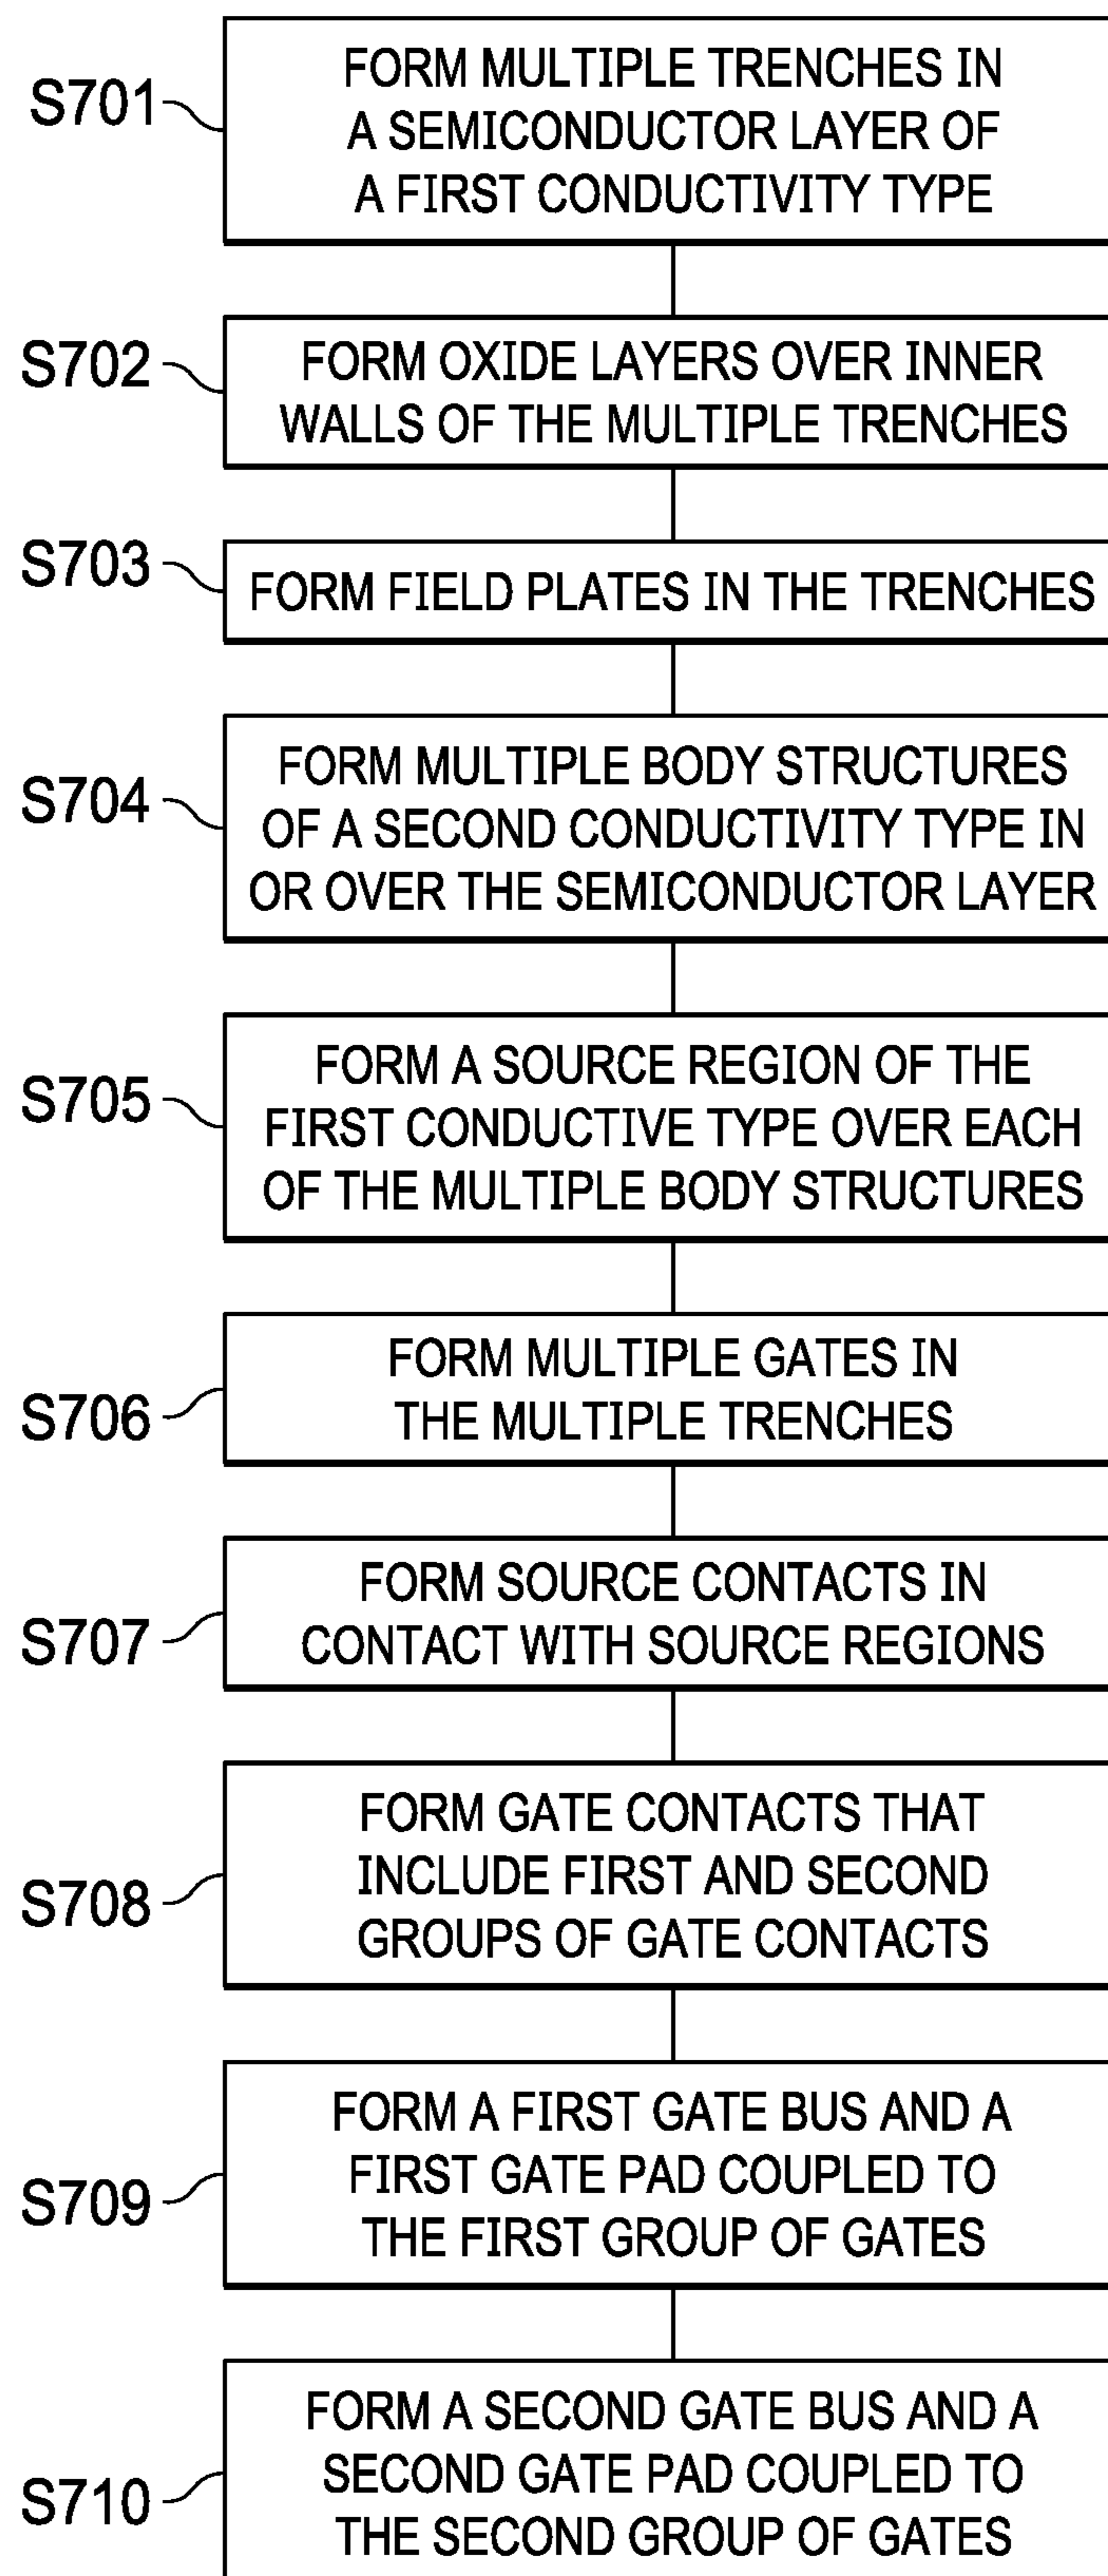 S701
FORM MULTIPLE TRENCHES IN
A SEMICONDUCTOR LAYER OF
A FIRST CONDUCTIVITY TYPE
S702
FORM OXIDE LAYERS OVER INNER
WALLS OF THE MULTIPLE TRENCHES
S703
FORM FIELD PLATES IN THE TRENCHES
S704
FORM MULTIPLE BODY STRUCTURES
OF A SECOND CONDUCTIVITY TYPE IN
OR OVER THE SEMICONDUCTOR LAYER
S705
FORM A SOURCE REGION OF THE
FIRST CONDUCTIVE TYPE OVER EACH
OF THE MULTIPLE BODY STRUCTURES
S706
FORM MULTIPLE GATES IN
THE MULTIPLE TRENCHES
S707
FORM SOURCE CONTACTS IN
CONTACT WITH SOURCE REGIONS
S708
FORM GATE CONTACTS THAT
INCLUDE FIRST AND SECOND
GROUPS OF GATE CONTACTS
S709
FORM A FIRST GATE BUS AND A
FIRST GATE PAD COUPLED TO
THE FIRST GROUP OF GATES
S710
FORM A SECOND GATE BUS AND A
SECOND GATE PAD COUPLED TO
THE SECOND GROUP OF GATES